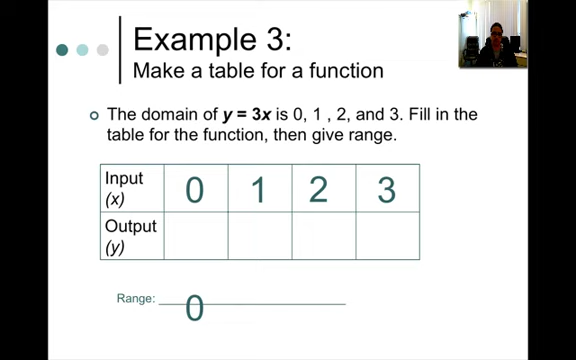 Example 3:
Make a table for a function
The domain of y = 3x is 0, 1 , 2, and 3. Fill in the
table for the function, then give range.
Input
(x)
0
1
2
3
Output
(y)
Range: ____________________
0